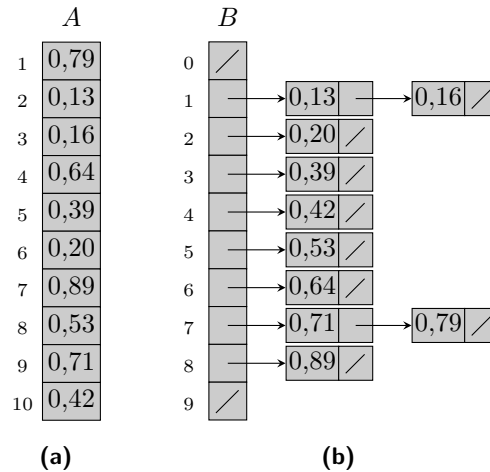 A B
1 0,79 0
2 0,13 1 0,13 0,16
3 0,16 2 0,20
4 0,64 3 0,39
5 0,39 4 0,42
6 0,20 5 0,53
7 0,89 6 0,64
8 0,53 7 0,71 0,79
9 0,71 8 0,89
10 0,42 9
(a) (b)